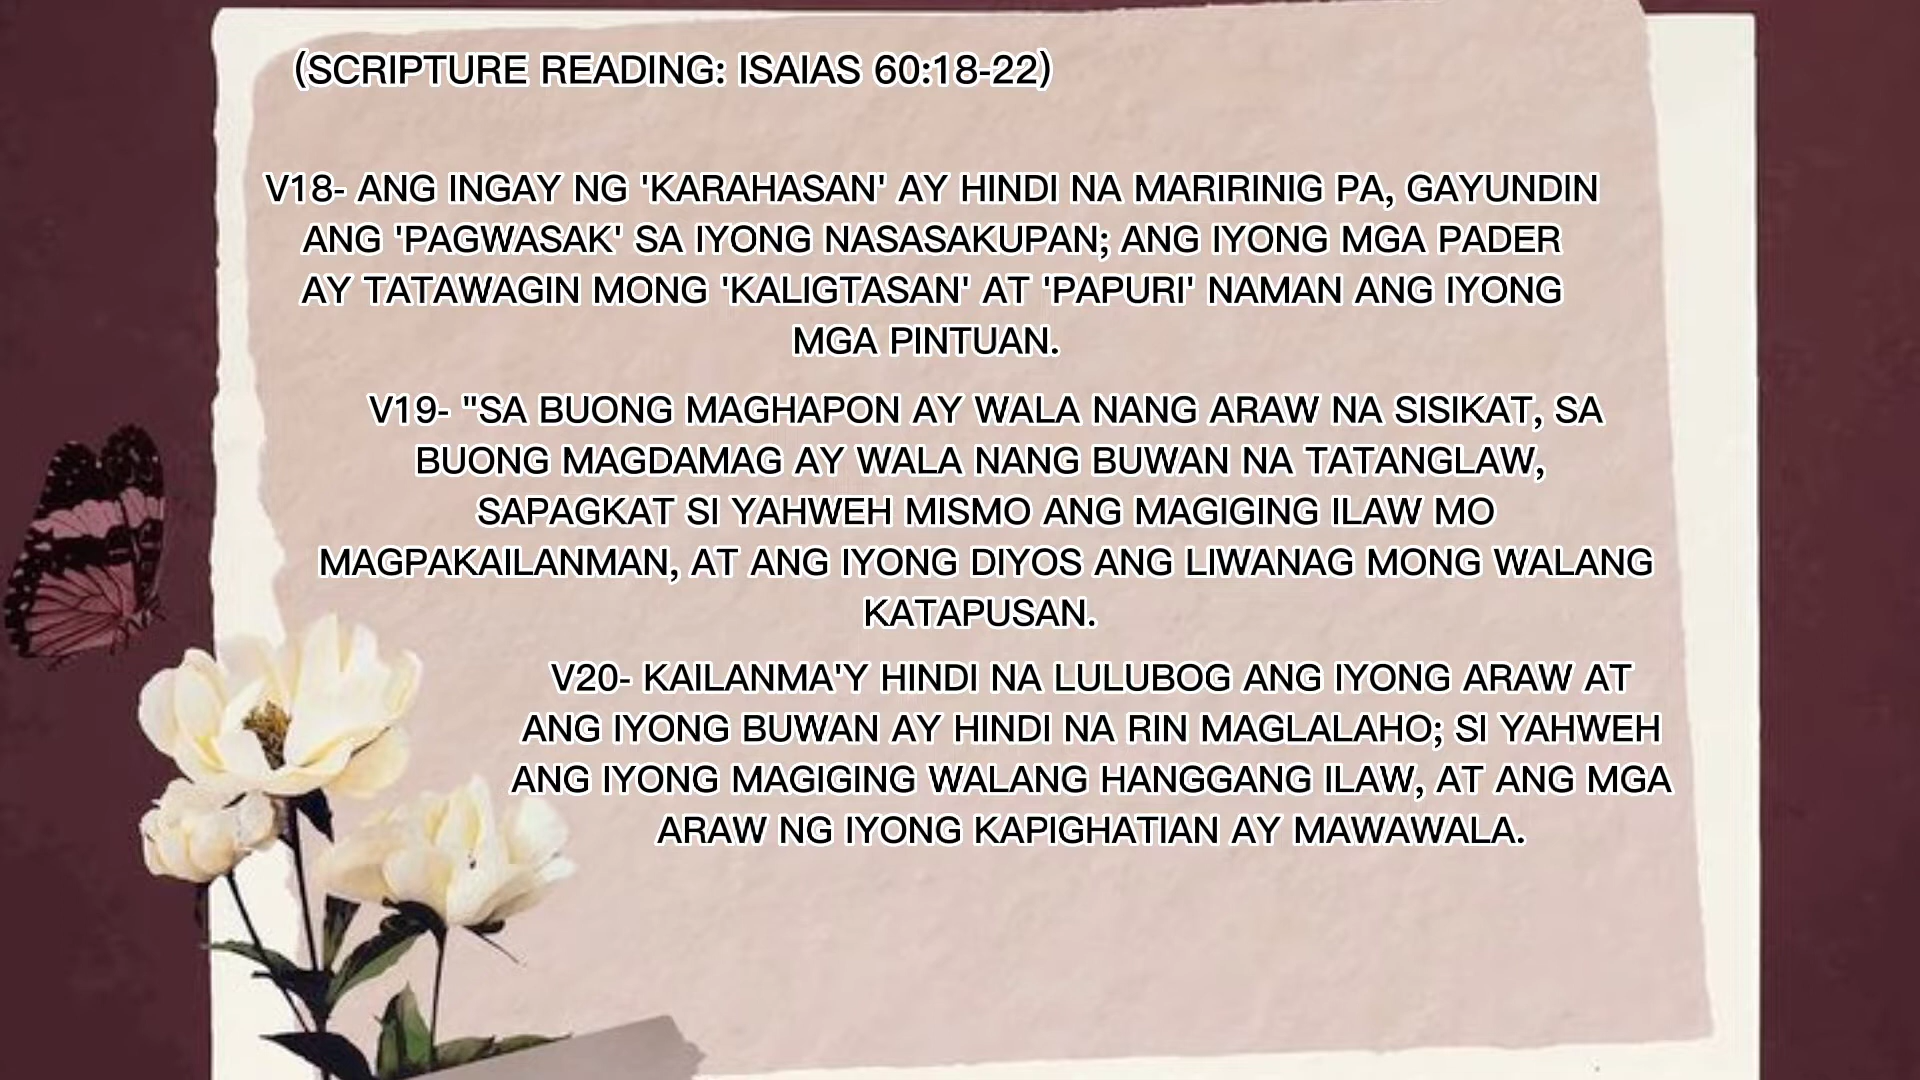 (SCRIPTURE READING: ISAIAS 60:18-22)
V18- ANG INGAY NG 'KARAHASAN' AY HINDI NA MARIRINIG PA, GAYUNDIN
ANG 'PAGWASAK' SA IYONG NASASAKUPAN; ANG IYONG MGA PADER
AY TATAWAGIN MONG 'KALIGTASAN' AT 'PAPURI' NAMAN ANG IYONG
MGA PINTUAN.
V19- "SA BUONG MAGHAPON AY WALA NANG ARAW NA SISIKAT, SA
BUONG MAGDAMAG AY WALA NANG BUWAN NA TATANGLAW,
SAPAGKAT SI YAHWEH MISMO ANG MAGIGING ILAW MO
MAGPAKAILANMAN, AT ANG IYONG DIYOS ANG LIWANAG MONG WALANG
KATAPUSAN.
V20- KAILANMA'Y HINDI NA LULUBOG ANG IYONG ARAW AT
ANG IYONG BUWAN AY HINDI NA RIN MAGLALAHO; SI YAHWEH
ANG IYONG MAGIGING WALANG HANGGANG ILAW, AT ANG MGA
ARAW NG IYONG KAPIGHATIAN AY MAWAWALA.